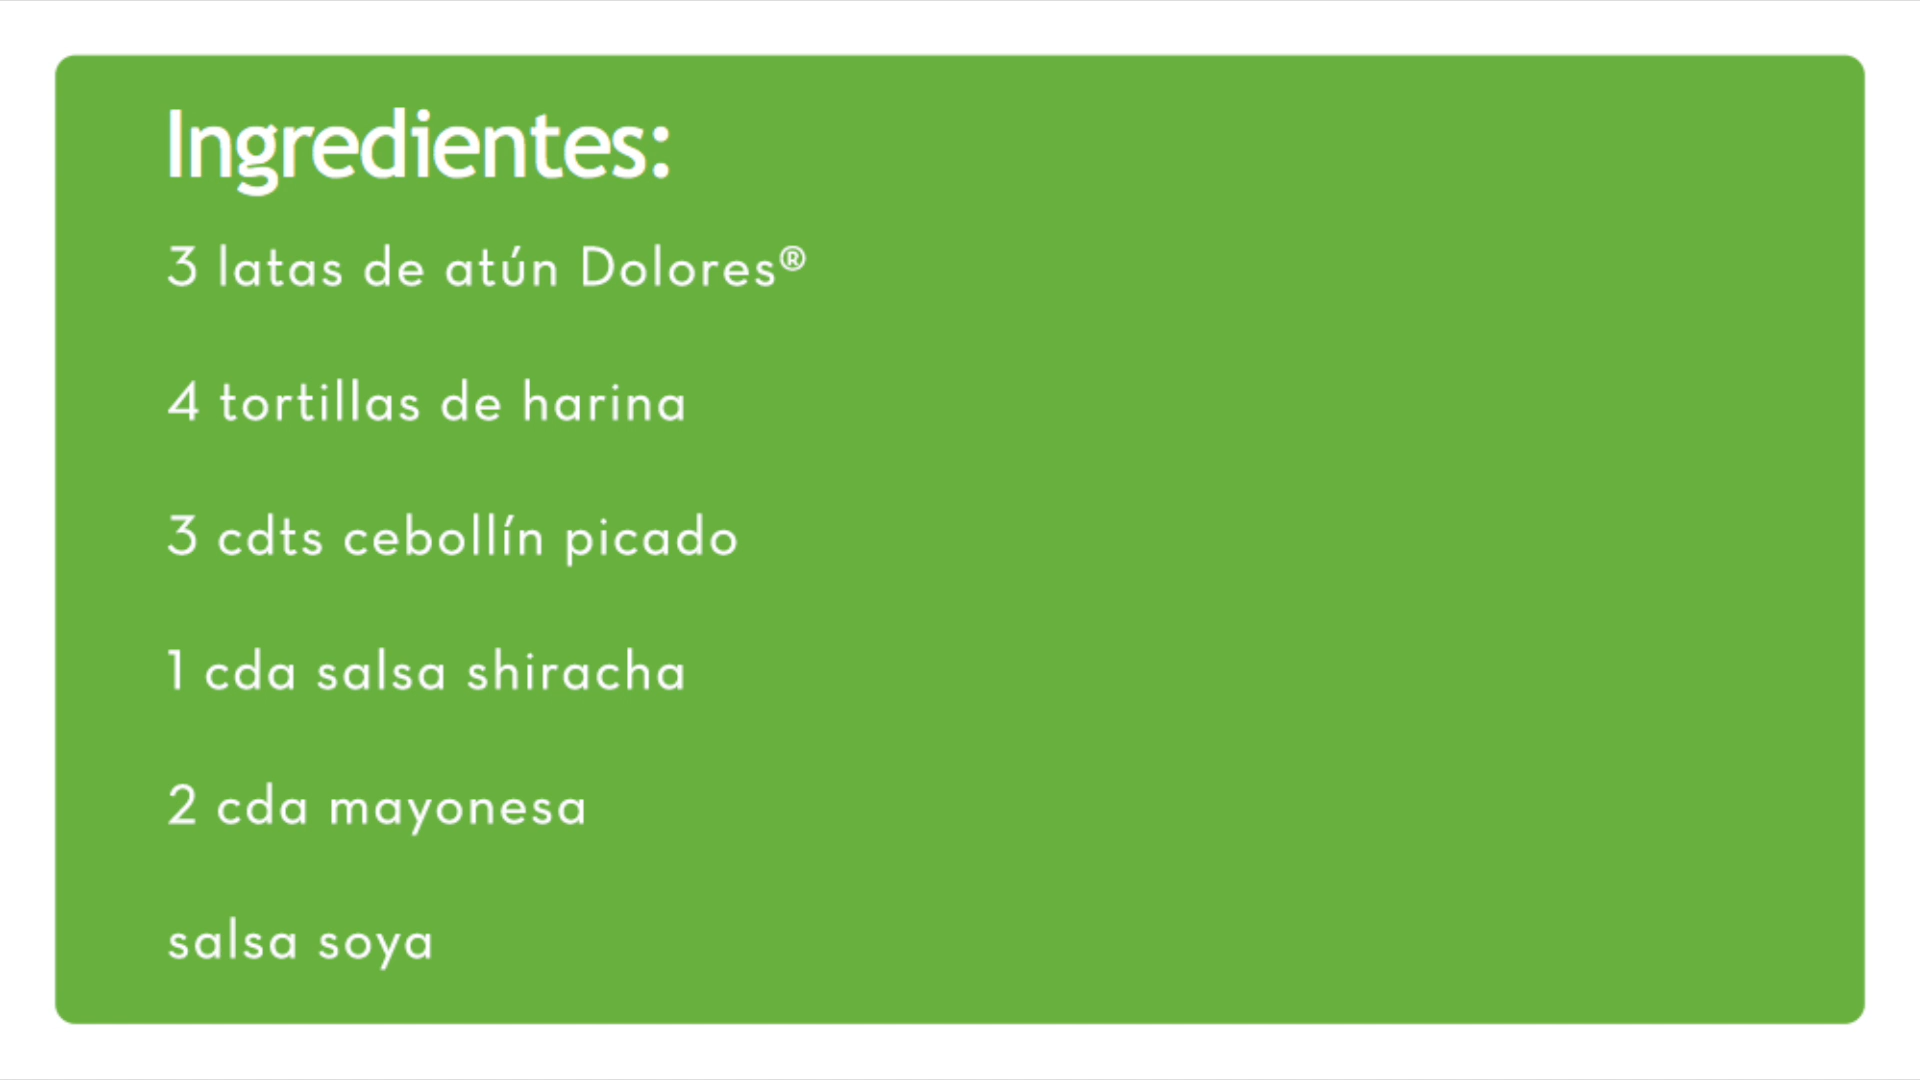 Ingredientes:
3 latas de atún Dolores®
4 tortillas de harina
3 cdts cebollín picado
1 cda salsa shiracha
2 cda mayonesa
salsa soya